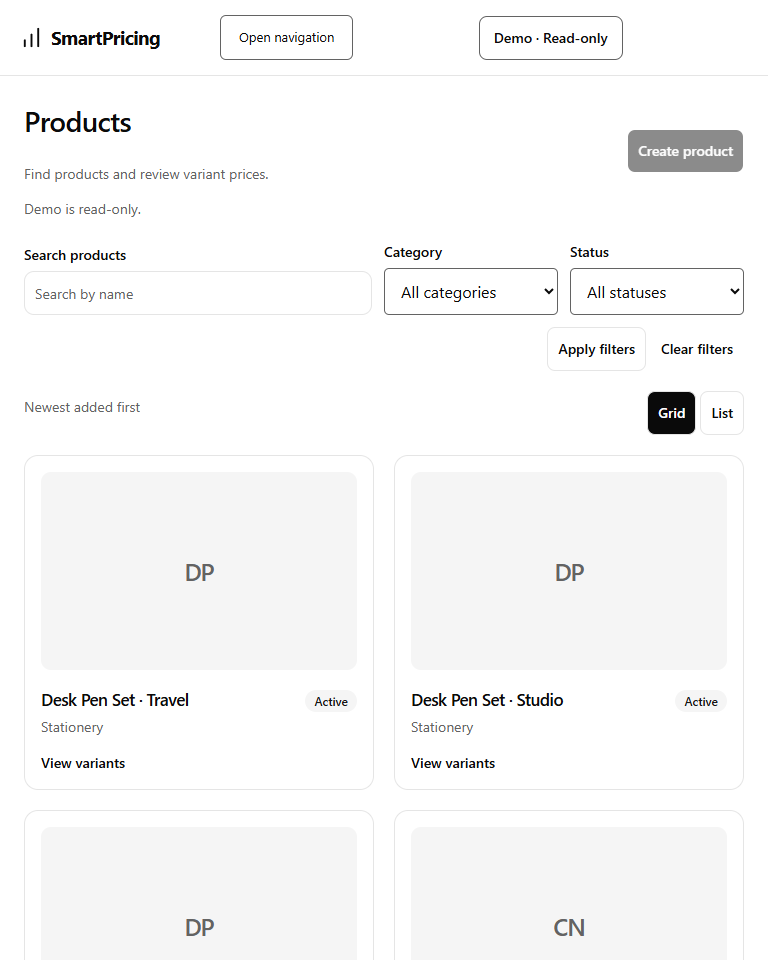 SmartPricing
Open navigation
Demo · Read-only
Products
Create product
Find products and review variant prices.
Demo is read-only.
Search products
Category
Status
Search by name
All categories
All statuses
Apply filters
Clear filters
Newest added first
Grid
List
DP
DP
Desk Pen Set · Travel
Active
Desk Pen Set · Studio
Active
Stationery
Stationery
View variants
View variants
DP
CN